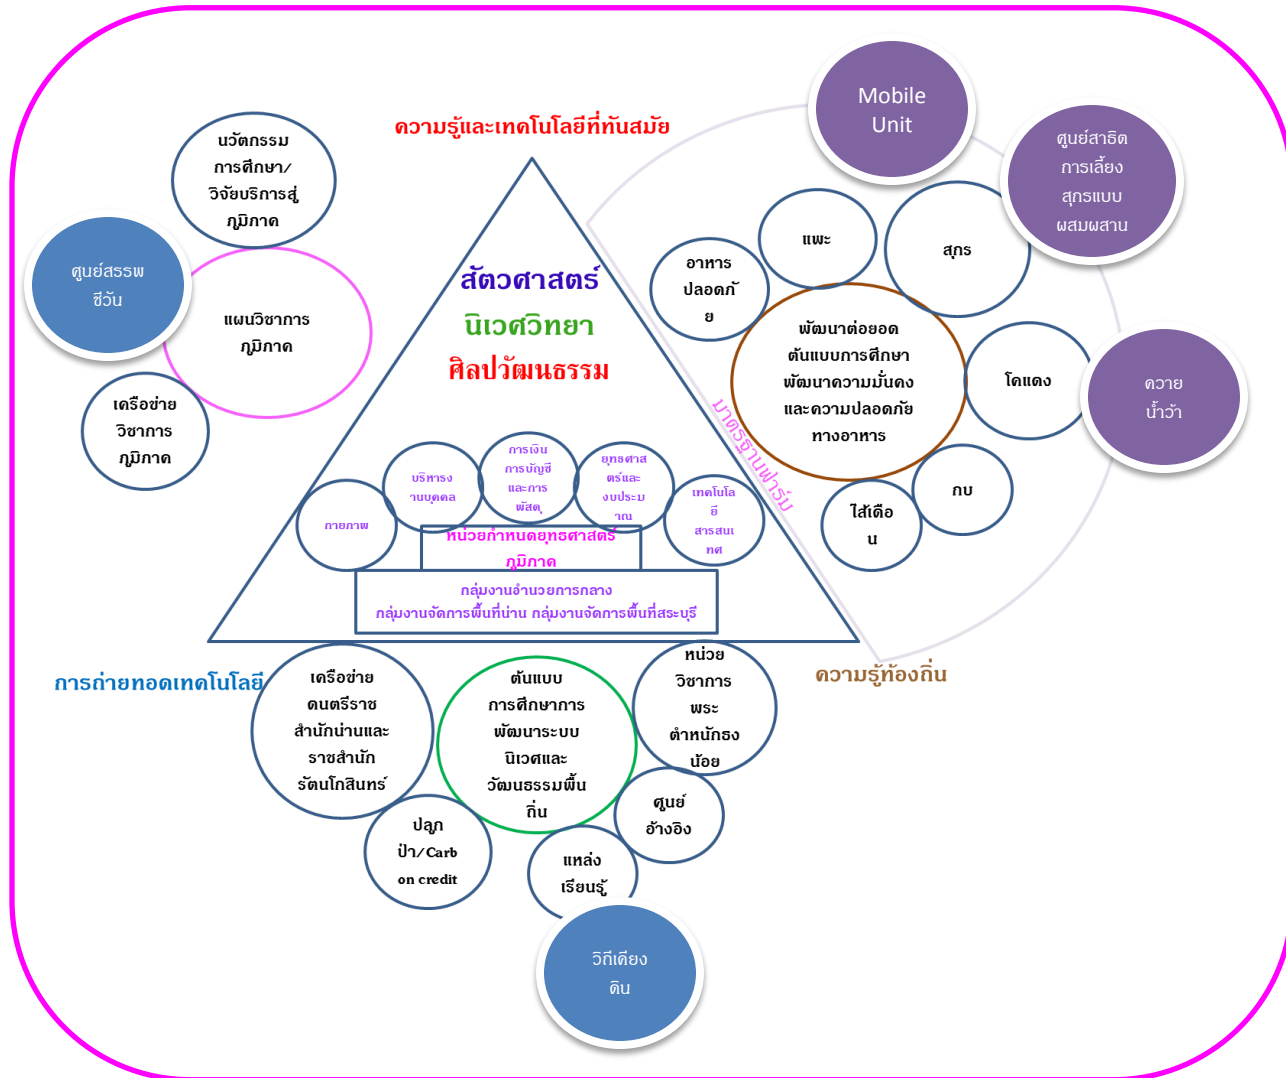 ความรู้และเทคโนโลยีที่ทันสมัย
นวัตกรรม
การศึกษา/
วิจัยบริการสู่
ภูมิภาค
ศูนย์สรรพ
ชีวัน
แผนวิชาการ
ภูมิภาค
เครือข่าย
วิชาการ
ภูมิภาค
Mobile
Unit
ศูนย์สาธิต
การเลี้ยง
สุกรแบบ
ผสมผสาน
แพะ
สุกร
อาหาร
ปลอดภั
ย
พัฒนาต่อยอด
ต้นแบบการศึกษา
พัฒนาความมั่นคง
และความปลอดภัย
ทางอาหาร
โคแดง
ควาย
น้ำว้า
กบ
ไส้เดือ
น
มาตรฐานฟาร์ม
สัตวศาสตร์
นิเวศวิทยา
ศิลปวัฒนธรรม
กายภาพ
บริหารง
านบุคคล
การเงิน
การบัญชี
และการ
พัสดุ
ยุทธศาส
ตร์และ
งบประม
าณ
เทคโนโล
ยี
สารสนเ
ทศ
หน่วยกำหนดยุทธศาสตร์
ภูมิภาค
กลุ่มงานอำนวยการกลาง
กลุ่มงานจัดการพื้นที่น่าน กลุ่มงานจัดการพื้นที่สระบุรี
การถ่ายทอดเทคโนโลยี
ความรู้ท้องถิ่น
เครือข่าย
ดนตรีราช
สำนักน่านและ
ราชสำนัก
รัตนโกสินทร์
ต้นแบบ
การศึกษาการ
พัฒนาระบบ
นิเวศและ
วัฒนธรรมพื้น
ถิ่น
หน่วย
วิชาการ
พระ
ตำหนักธง
น้อย
ศูนย์
อ้างอิง
ปลูก
ป่า/Carb
on credit
แหล่ง
เรียนรู้
วิถีเคียง
ดิน